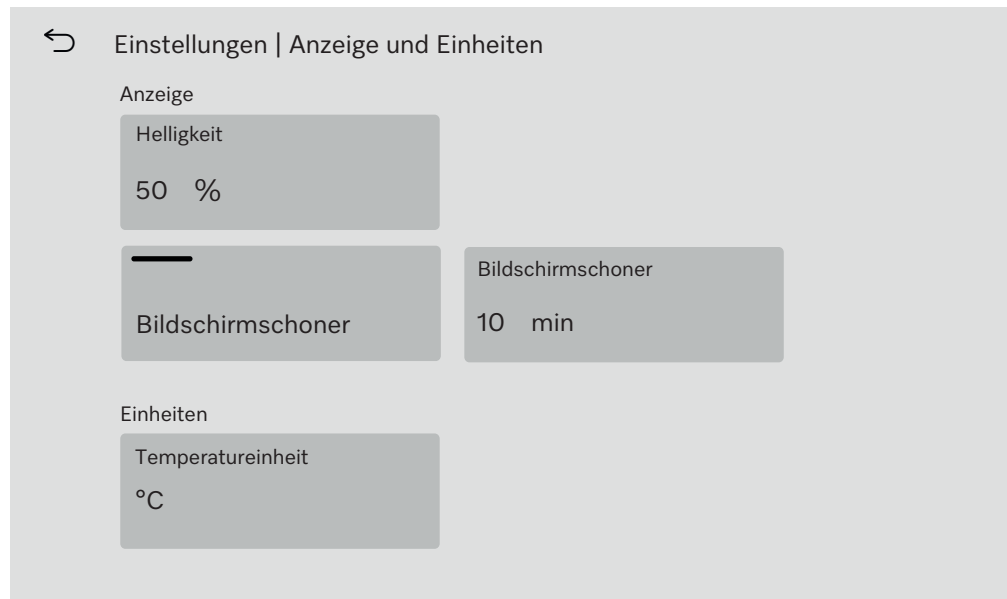 Einstellungen | Anzeige und Einheiten
Anzeige
Helligkeit
50 %
Bildschirmschoner
Bildschirmschoner
10 min
Einheiten
Temperatureinheit
°C